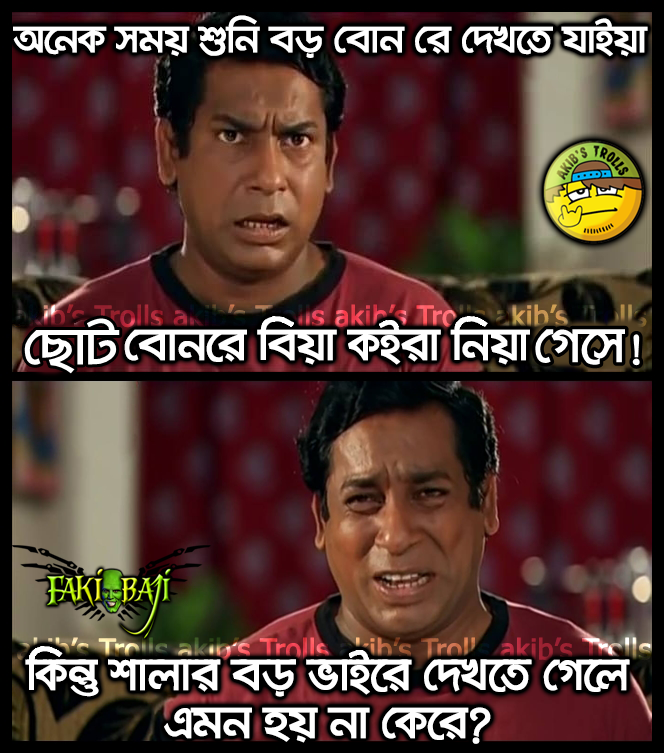 অনেক সময় শুনি বড় বোন রে দেখতে যাইয়া
AKIB'S TROLLS
akib's Trolls akib's Trolls akib's Trolls akib's Trolls
ছোট বোনরে বিয়া কইরা নিয়া গেসে!
FAKIBAJI
akib's Trolls akib's Trolls akib's Trolls akib's Trolls
কিন্তু শালার বড় ভাইরে দেখতে গেলে
এমন হয় না কেরে?